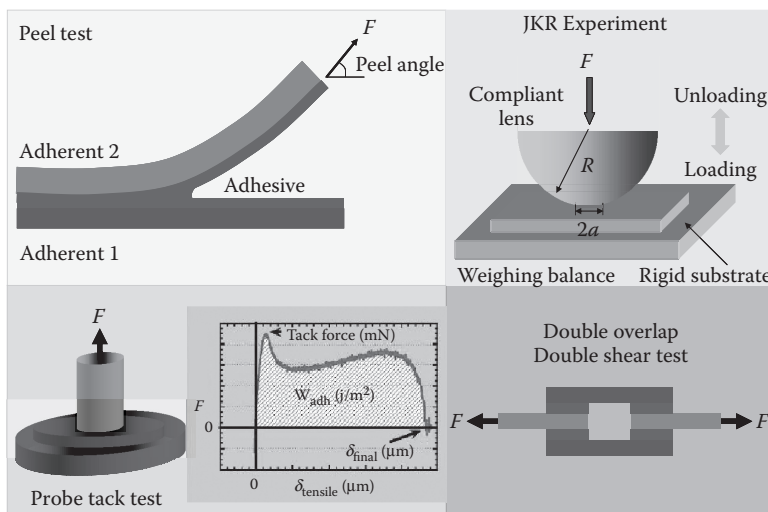 Peel test
F
Peel angle
Adherent 2
Adhesive
Adherent 1
JKR Experiment
F
Compliant
lens
Unloading
R
Loading
2a
Weighing balance
Rigid substrate
F
Probe tack test
Tack force (mN)
W_adh (j/m²)
F
0
δ_final (μm)
0
δ_tensile (μm)
Double overlap
Double shear test
F
F